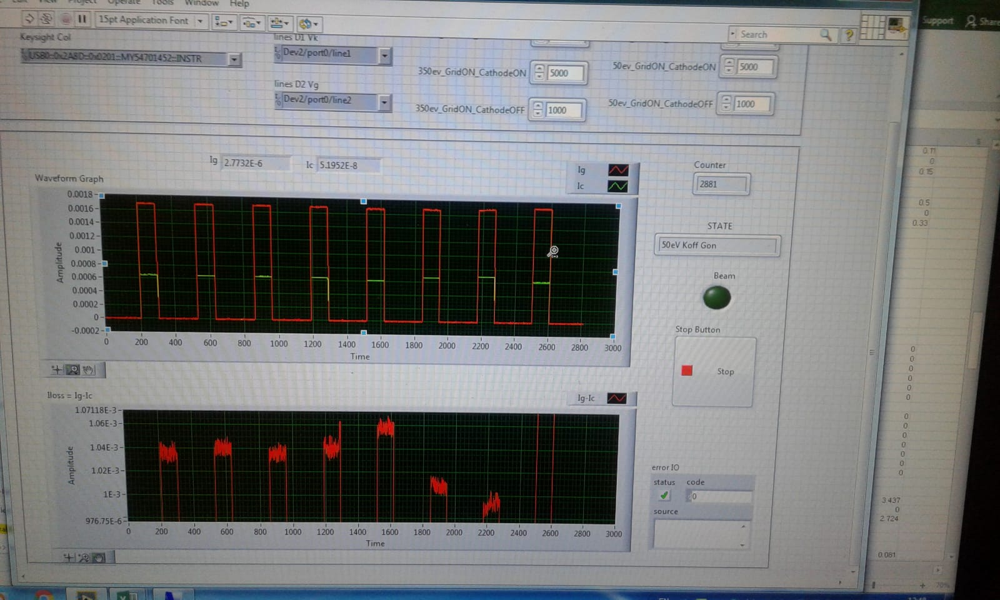 View Project Operate Tools Window Help
15pt Application Font
Search
?
Support Share
Keysight Col
USB0::0x2A8D::0x0201::MY54701452::INSTR
lines D1 Vk
Dev2/port0/line1
lines D2 Vg
Dev2/port0/line2
350ev_GridON_CathodeON 5000
50ev_GridON_CathodeON 5000
350ev_GridON_CathodeOFF 1000
50ev_GridON_CathodeOFF 1000
Ig 2.7732E-6
Ic 5.1952E-8
Waveform Graph
Ig
Ic
Amplitude
0.0018
0.0016
0.0014
0.0012
0.001
0.0008
0.0006
0.0004
0.0002
0
-0.0002
0 200 400 600 800 1000 1200 1400 1600 1800 2000 2200 2400 2600 2800 3000
Time
Iloss = Ig-Ic
Ig-Ic
Amplitude
1.07118E-3
1.06E-3
1.04E-3
1.02E-3
1E-3
976.75E-6
0 200 400 600 800 1000 1200 1400 1600 1800 2000 2200 2400 2600 2800 3000
Time
Counter
2881
STATE
50eV Koff Gon
Beam
Stop Button
Stop
error IO
status code
0
source
0.11
0
0.15
0.5
0
0.33
0
0
0
0
0
0
0
0
0
0
0
0
0
3.437
0
2.724
0.081
70%